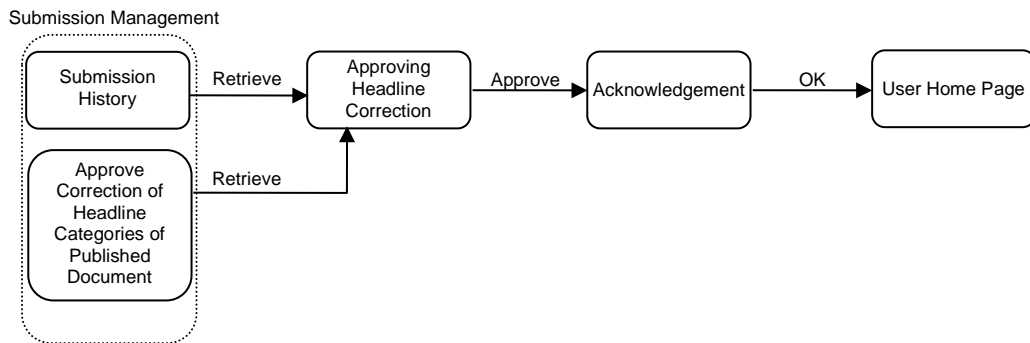 Submission Management
Submission
History
Retrieve
Approving
Headline
Correction
Approve
Acknowledgement
OK
User Home Page
Approve
Correction of
Headline
Categories of
Published
Document
Retrieve